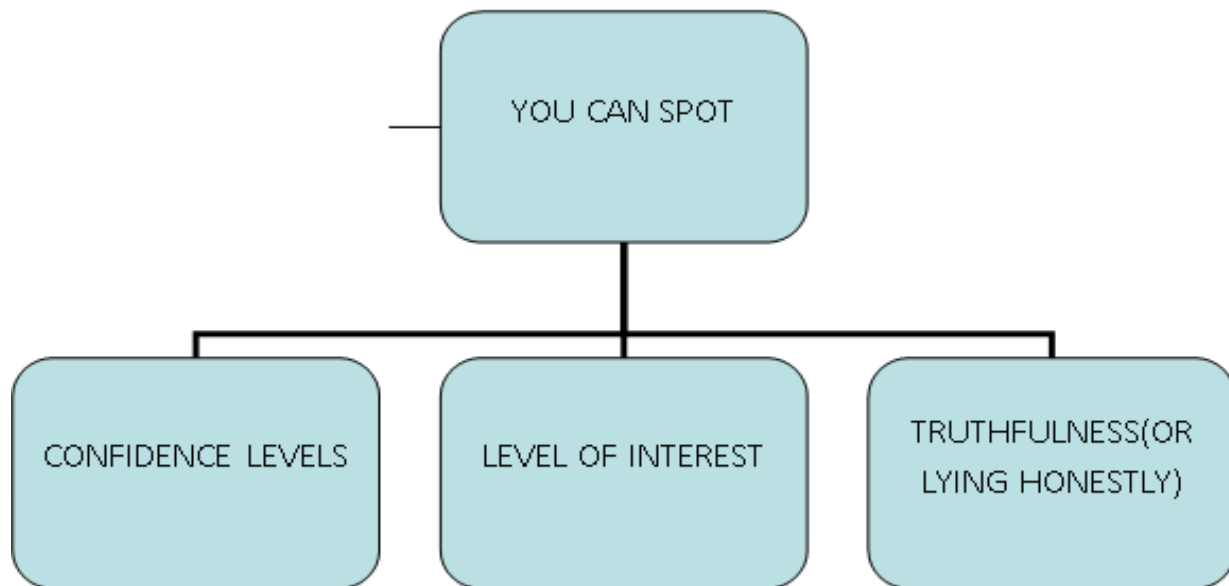 YOU CAN SPOT
CONFIDENCE LEVELS
LEVEL OF INTEREST
TRUTHFULNESS(OR
LYING HONESTLY)